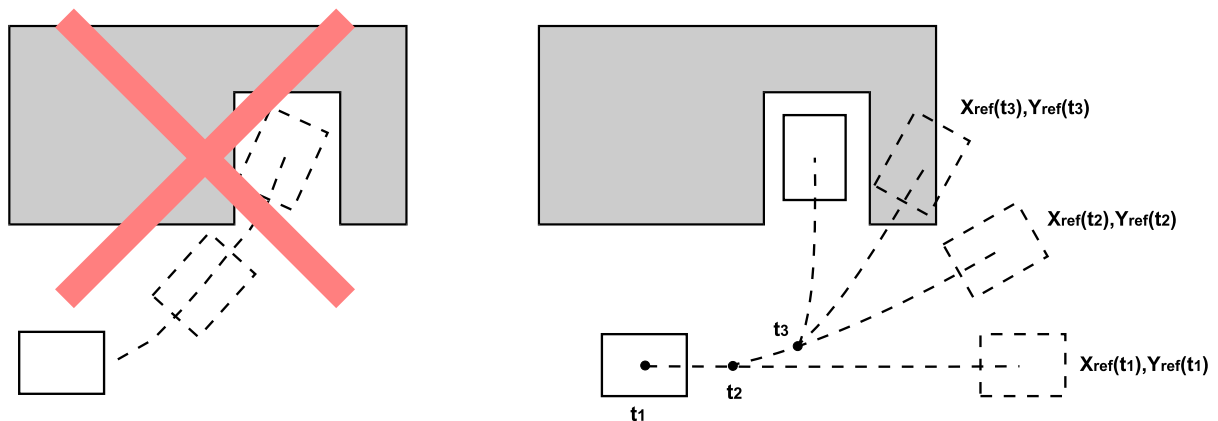 Xref(t3),Yref(t3)
Xref(t2),Yref(t2)
t3
Xref(t1),Yref(t1)
t2
t1